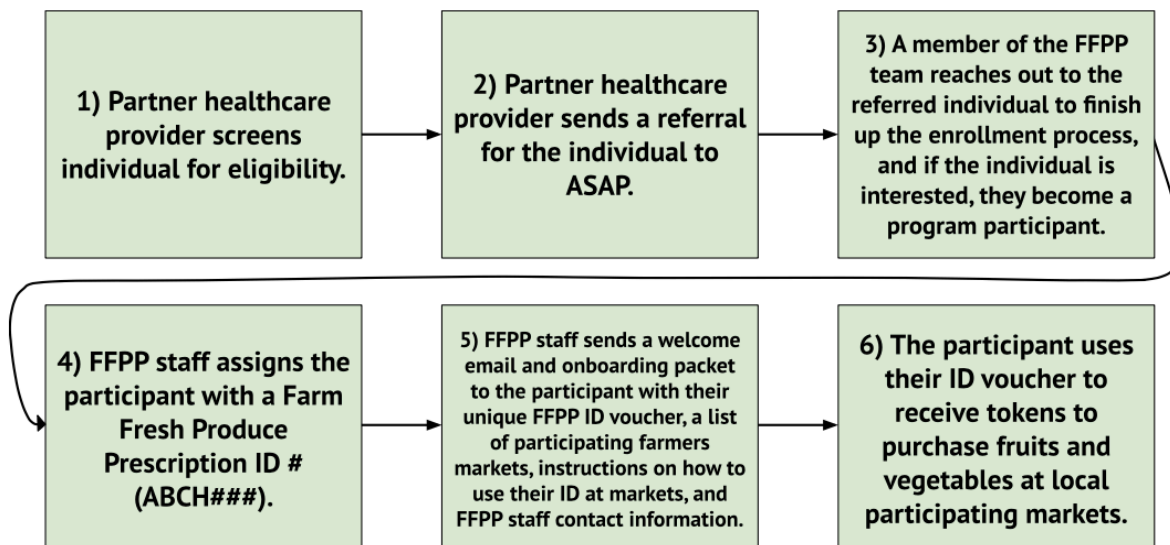 1) Partner healthcare
provider screens
individual for eligibility.
2) Partner healthcare
provider sends a referral
for the individual to
ASAP.
3) A member of the FFPP
team reaches out to the
referred individual to finish
up the enrollment process,
and if the individual is
interested, they become a
program participant.
4) FFPP staff assigns the
participant with a Farm
Fresh Produce
Prescription ID #
(ABCH###).
5) FFPP staff sends a welcome
email and onboarding packet
to the participant with their
unique FFPP ID voucher, a list
of participating farmers
markets, instructions on how to
use their ID at markets, and
FFPP staff contact information.
6) The participant uses
their ID voucher to
receive tokens to
purchase fruits and
vegetables at local
participating markets.